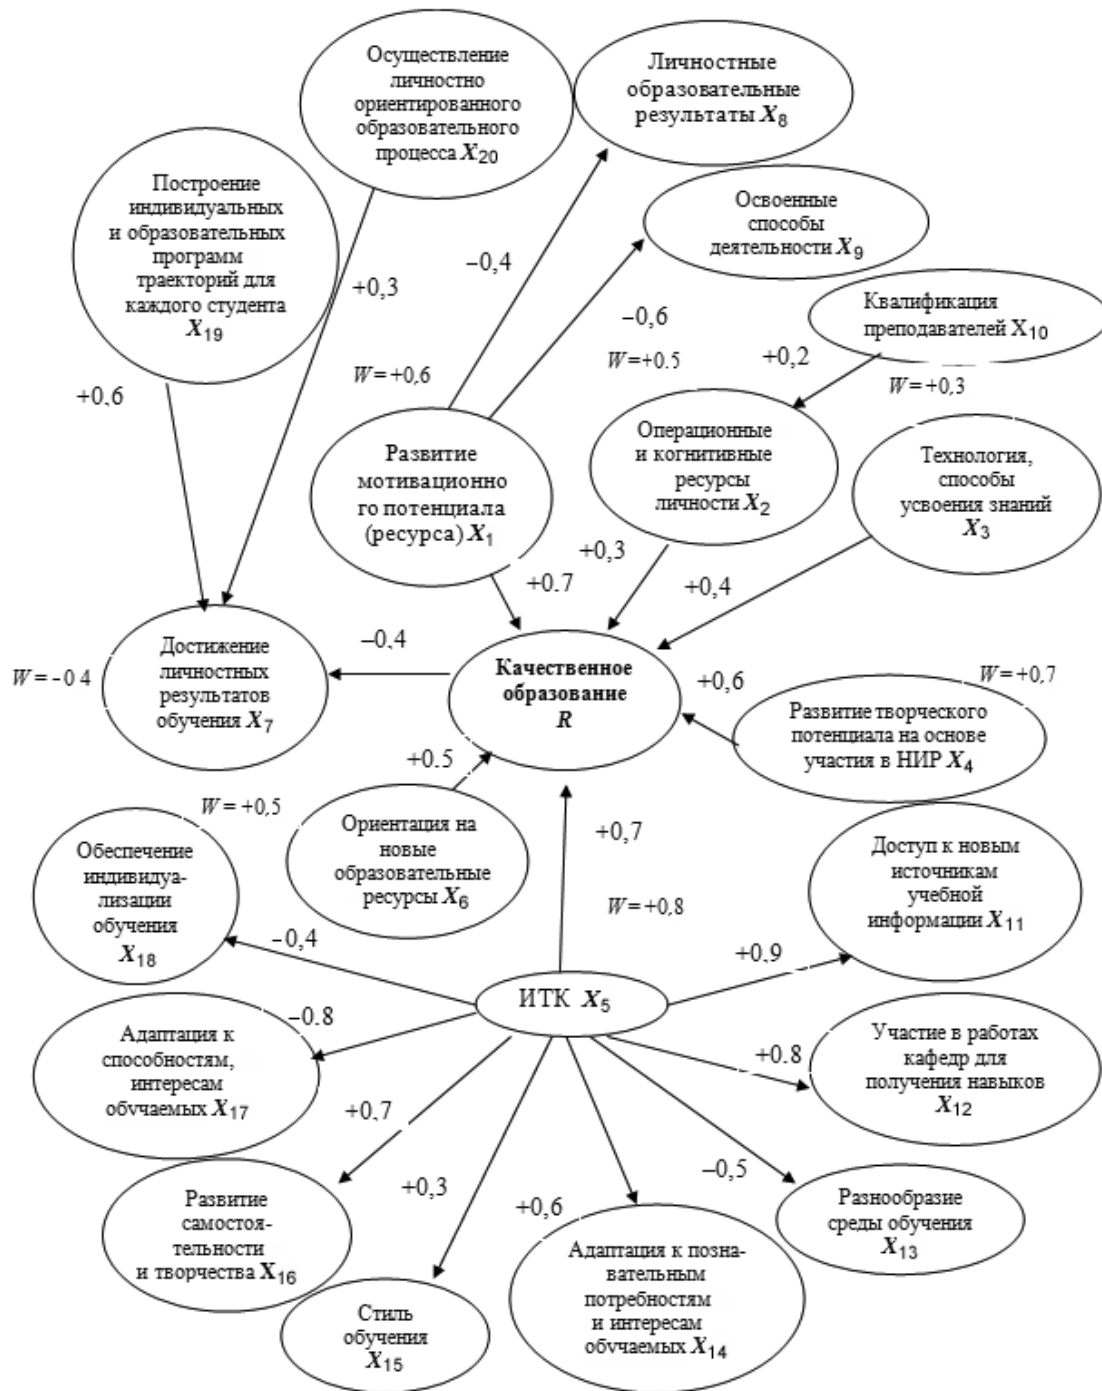 Осуществление
личностно
ориентированного
образовательного
процесса X20
Личностные
образовательные
результаты X8
Построение
индивидуальных
и образовательных
программ
траекторий для
каждого студента
X19
Освоенные
способы
деятельности X9
–0,4
+0,3
–0,6
Квалификация
преподавателей X10
W= +0,6
W=+0.5
+0,2
W= +0,3
+0,6
Развитие
мотивационно
го потенциала
(ресурса) X1
Операционные
и когнитивные
ресурсы
личности X2
Технология,
способы
усвоения знаний
X3
+0,3
+0.7
+0,4
Достижение
личностных
результатов
обучения X7
W= –0 4
–0,4
Качественное
образование
R
+0,6
W= +0,7
Развитие творческого
потенциала на основе
участия в НИР X4
+0.5
W= +0,5
Ориентация на
новые
образовательные
ресурсы X6
+0,7
Обеспечение
индивидуа-
лизации
обучения
X18
Доступ к новым
источникам
учебной
информации X11
W= +0,8
–0,4
+0.9
ИТК X5
–0.8
Адаптация к
способностям,
интересам
обучаемых X17
+0.8
Участие в работах
кафедр для
получения навыков
X12
+0,7
+0,3
+0,6
–0,5
Развитие
самостоя-
тельности
и творчества X16
Разнообразие
среды обучения
X13
Стиль
обучения
X15
Адаптация к позна-
вательным
потребностям
и интересам
обучаемых X14